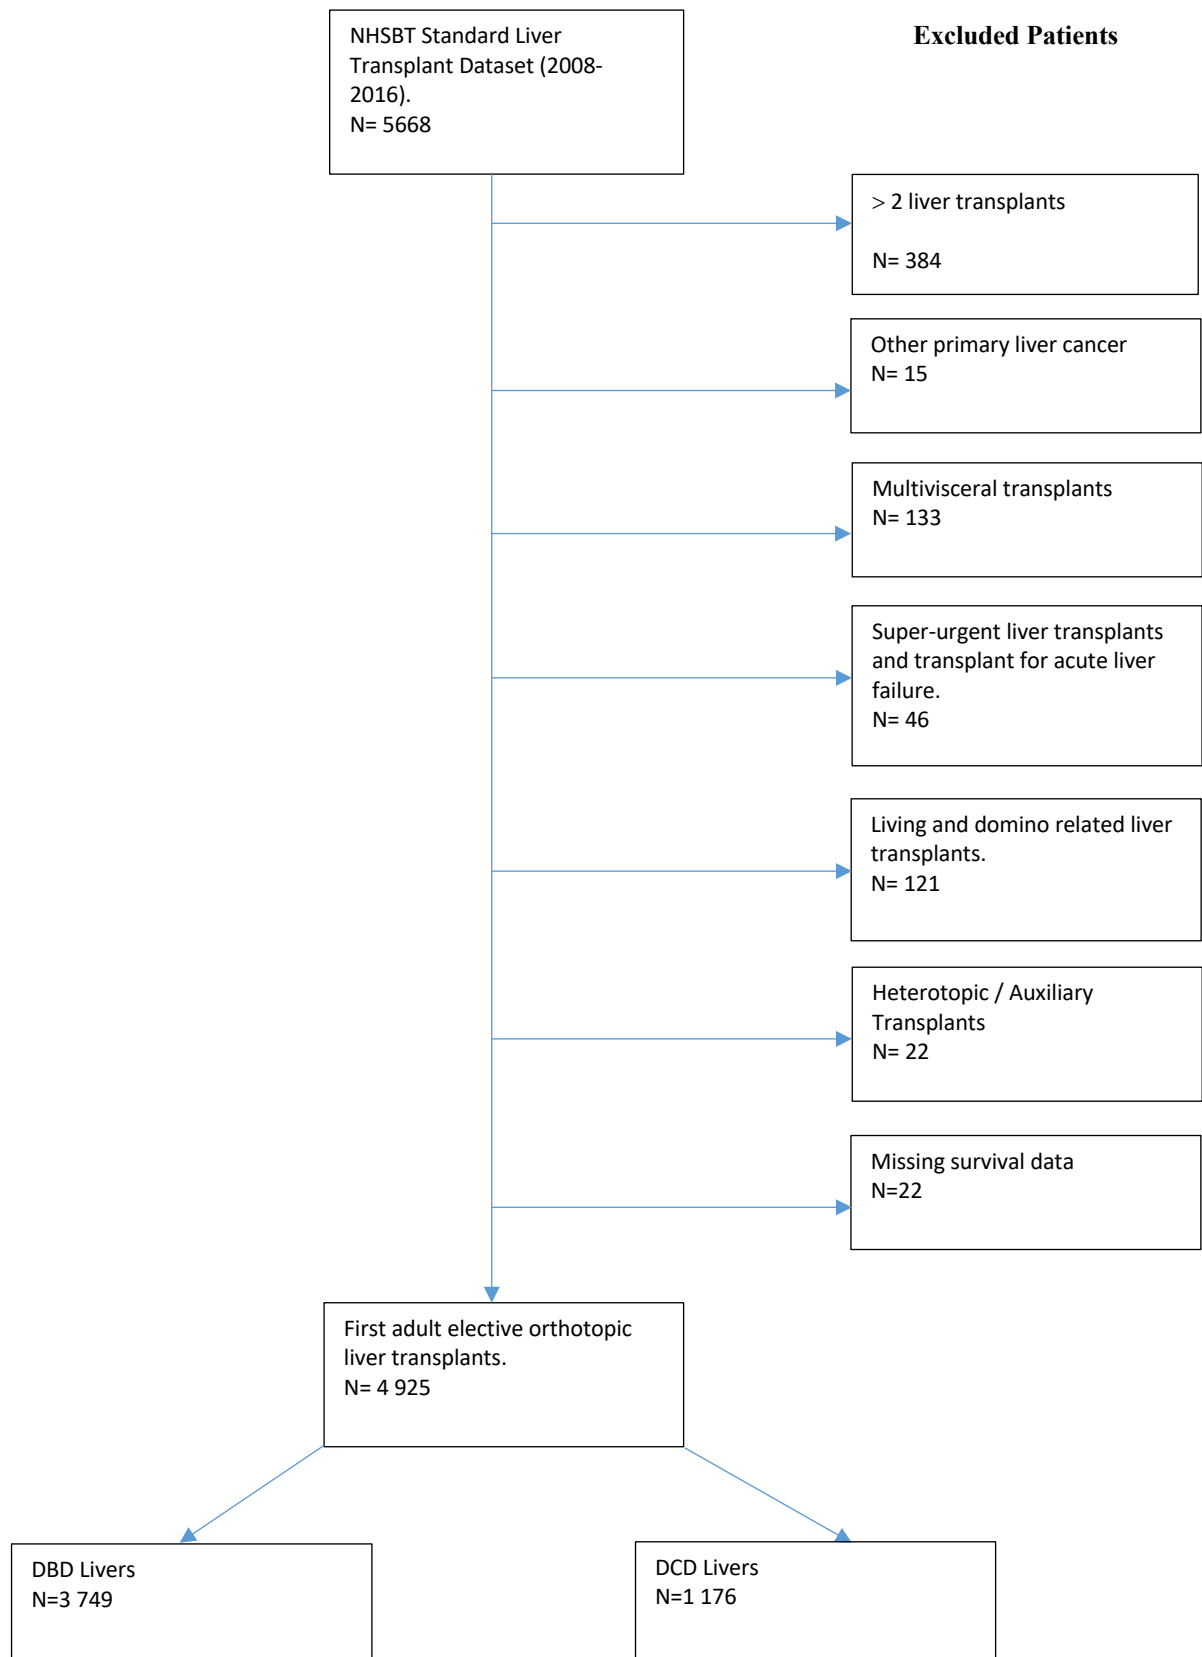 NHSBT Standard Liver
Transplant Dataset (2008-
2016).
N= 5668
Excluded Patients
> 2 liver transplants
N= 384
Other primary liver cancer
N= 15
Multivisceral transplants
N= 133
Super-urgent liver transplants
and transplant for acute liver
failure.
N= 46
Living and domino related liver
transplants.
N= 121
Heterotopic / Auxiliary
Transplants
N= 22
Missing survival data
N=22
First adult elective orthotopic
liver transplants.
N= 4 925
DBD Livers
N=3 749
DCD Livers
N=1 176